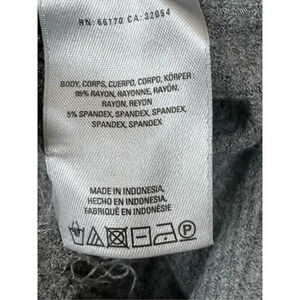 RN: 66170 CA: 32054
BODY, CORPS, CUERPO, CORPO, KÖRPER :
95% RAYON, RAYONNE, RAYÓN,
RAYON, REYON
5% SPANDEX, SPANDEX, SPANDEX,
SPANDEX, SPANDEX
MADE IN INDONESIA,
HECHO EN INDONESIA,
FABRIQUÉ EN INDONÉSIE
P